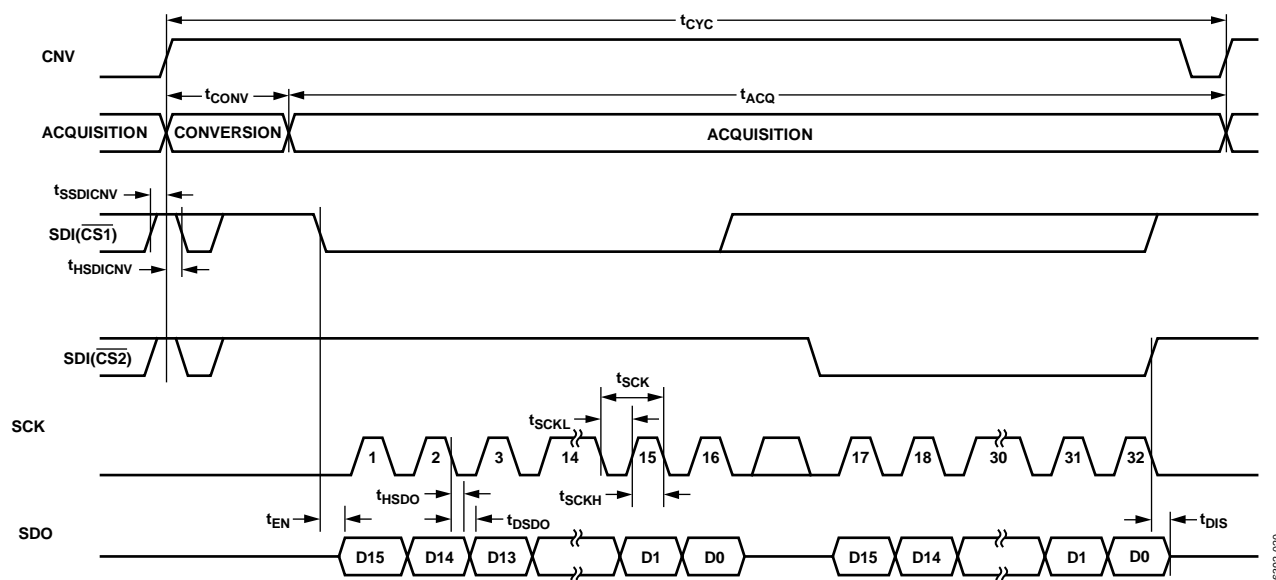 tCYC
CNV
tCONV
tACQ
ACQUISITION
CONVERSION
ACQUISITION
tSSDICNV
SDI(CS1)
tHSDICNV
SDI(CS2)
tSCK
tSCKL
SCK
1 2 3 14 15 16 17 18 30 31 32
tHSDO
tSCKH
tEN
tDSDO
tDIS
SDO
D15 D14 D13 D1 D0 D15 D14 D1 D0